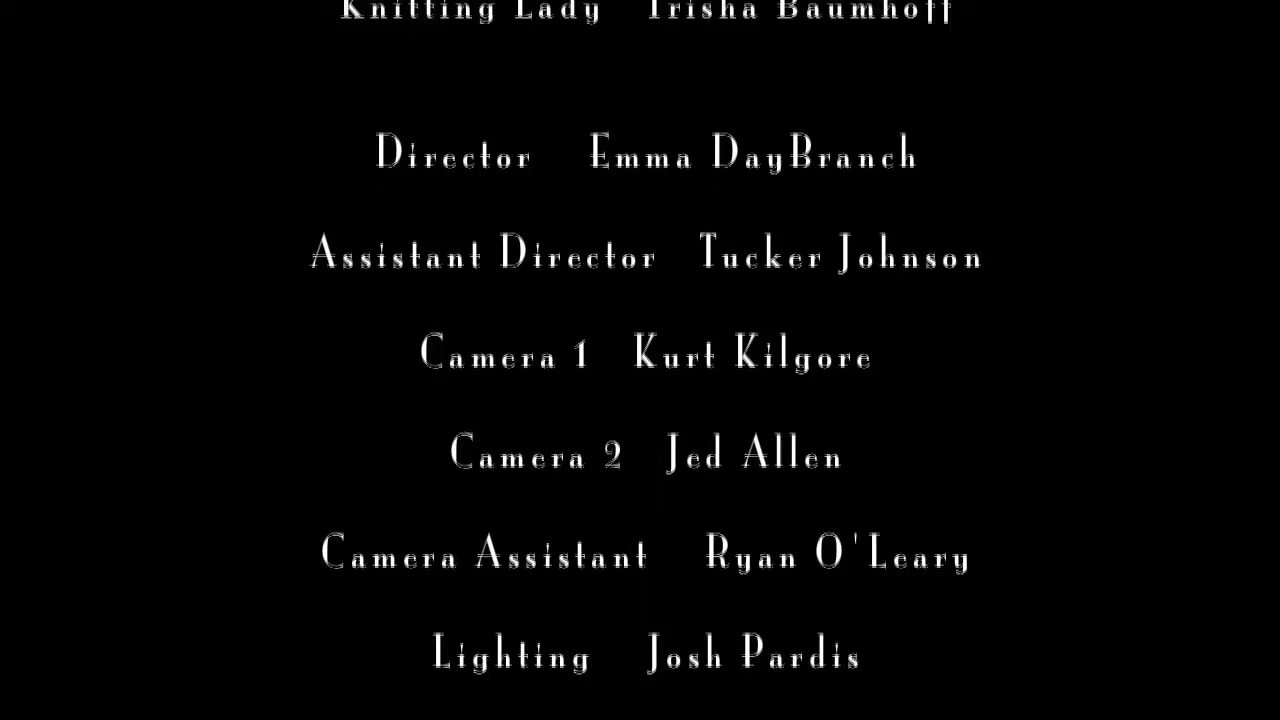 Knitting Lady Trisha Baumhoff
Director Emma DayBranch
Assistant Director Tucker Johnson
Camera 1 Kurt Kilgore
Camera 2 Jed Allen
Camera Assistant Ryan O'Leary
Lighting Josh Pardis